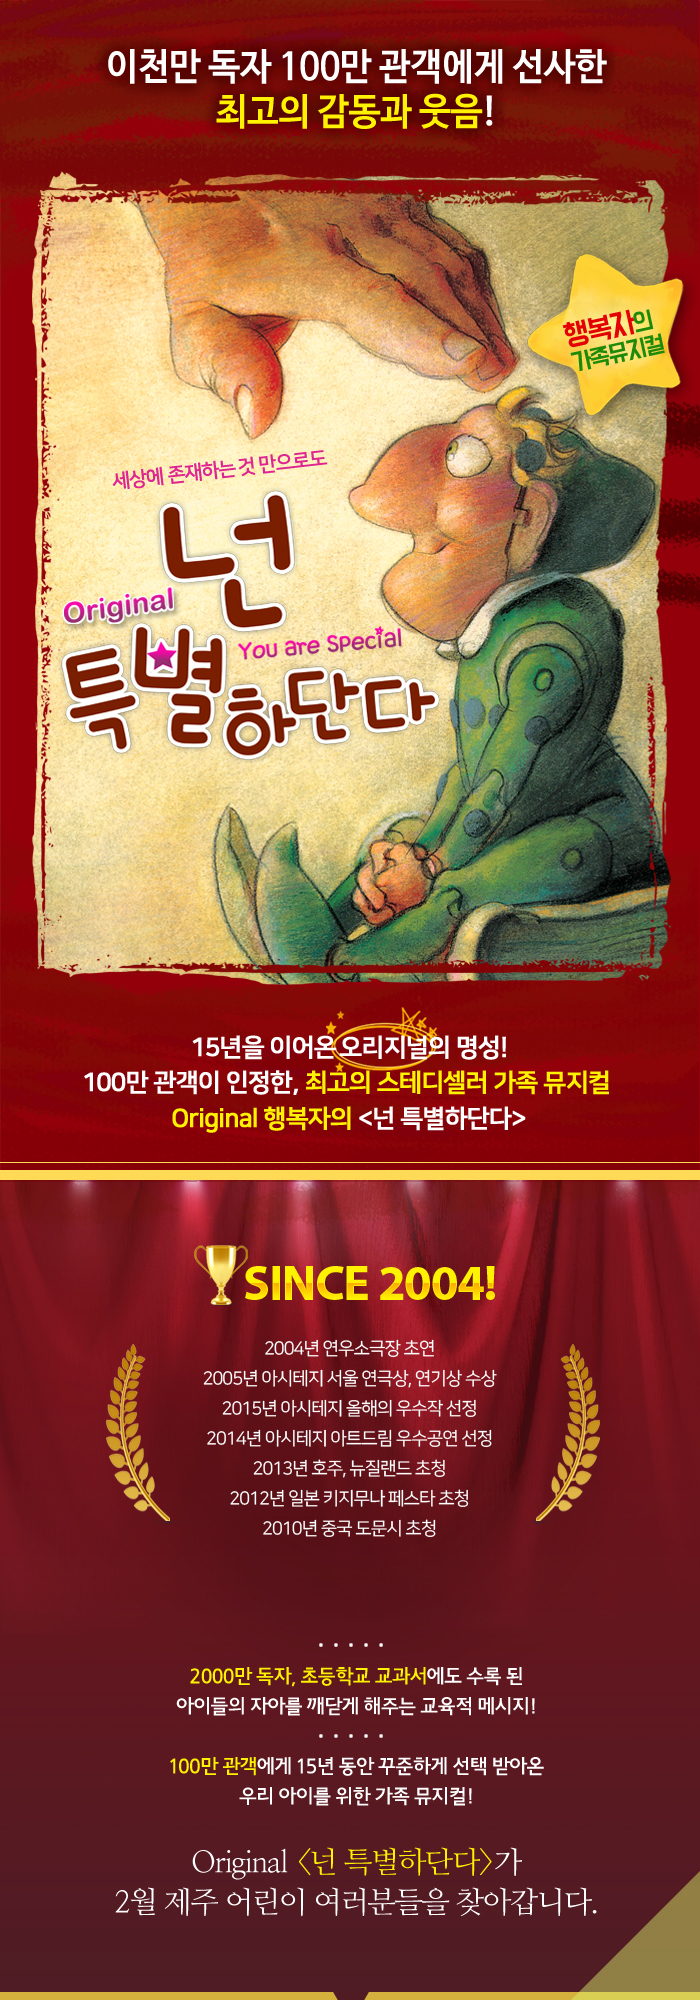 이천만 독자 100만 관객에게 선사한
최고의 감동과 웃음!
행복자의
가족뮤지컬
세상에 존재하는 것 만으로도
넌
Original
You are Special
특별하단다
15년을 이어온 오리지널의 명성!
100만 관객이 인정한, 최고의 스테디셀러 가족 뮤지컬
Original 행복자의 <넌 특별하단다>
SINCE 2004!
2004년 연우소극장 초연
2005년 아시테지 서울 연극상, 연기상 수상
2015년 아시테지 올해의 우수작 선정
2014년 아시테지 아트드림 우수공연 선정
2013년 호주, 뉴질랜드 초청
2012년 일본 키지무나 페스타 초청
2010년 중국 도문시 초청
2000만 독자, 초등학교 교과서에도 수록 된
아이들의 자아를 깨닫게 해주는 교육적 메시지!
100만 관객에게 15년 동안 꾸준하게 선택 받아온
우리 아이를 위한 가족 뮤지컬!
Original <넌 특별하단다>가
2월 제주 어린이 여러분들을 찾아갑니다.